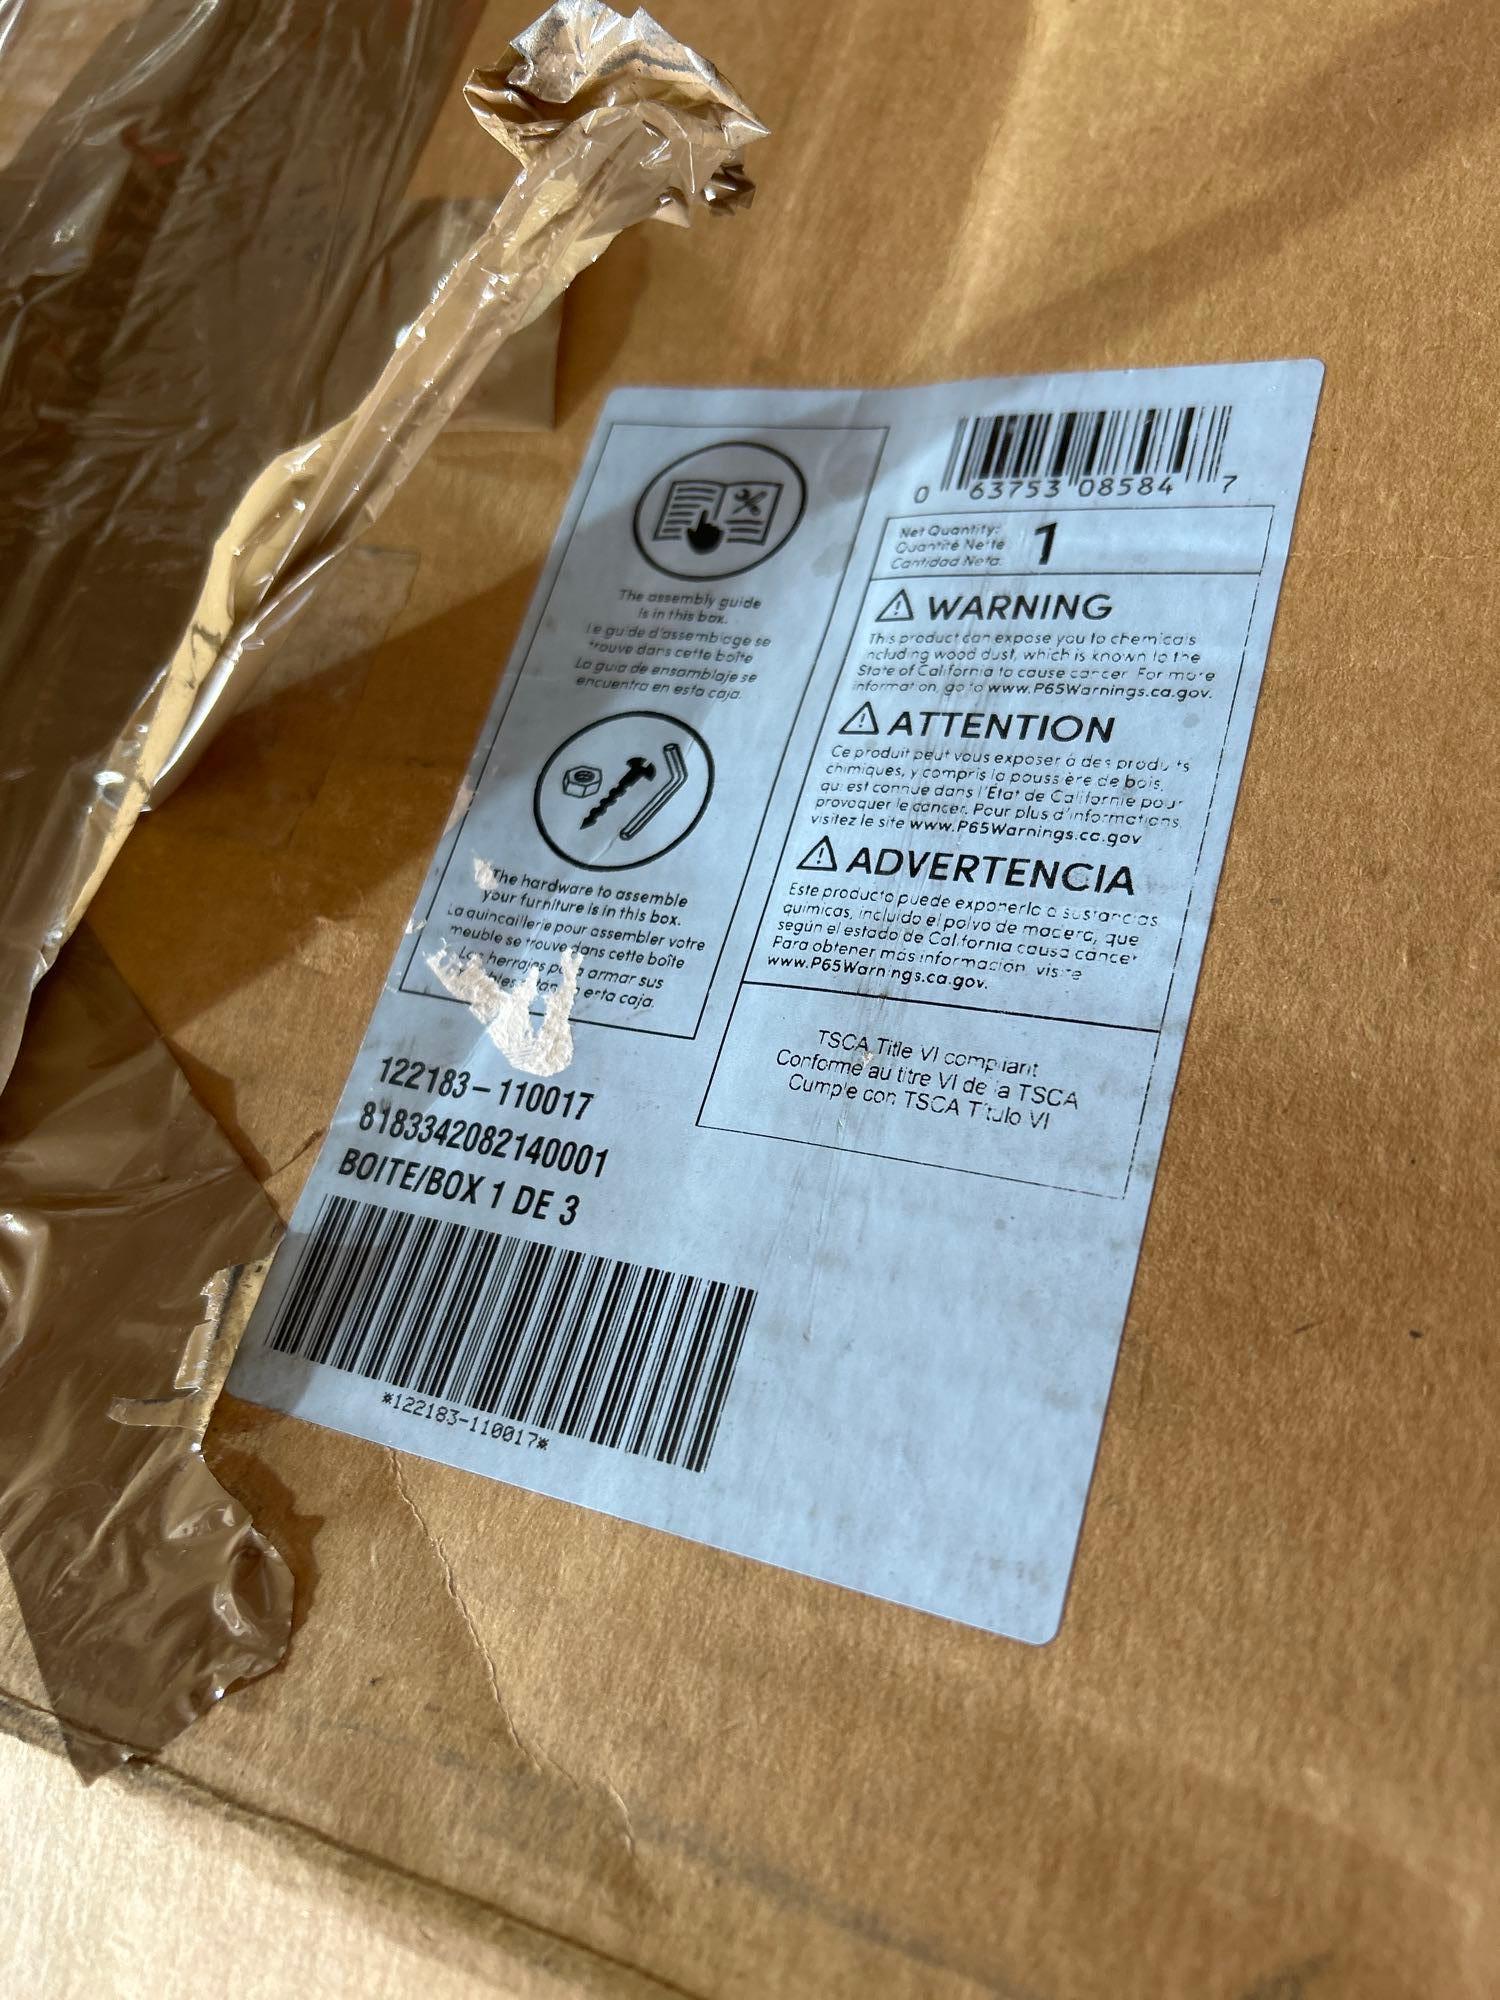 The assembly guide
is in this box.
Le guide d'assemblage se
trouve dans cette boîte
La guia de ensamblaje se
encuentra en esta caja.
The hardware to assemble
your furniture is in this box.
La quincaillerie pour assembler votre
meuble se trouve dans cette boîte
Los herrajes para armar sus
esta caja.
0 63753 08584 7
Net Quantity:
Quantité Nette
Cantidad Neta.
1
WARNING
This product can expose you to chemicals
including wood dust, which is known to the
State of California to cause cancer. For more
information, go to www.P65Warnings.ca.gov.
ATTENTION
Ce produit peut vous exposer à des produits
chimiques, y compris la poussière de bois,
qui est connue dans l'État de Californie pour
provoquer le cancer. Pour plus d'informations,
visitez le site www.P65Warnings.ca.gov
ADVERTENCIA
Este producto puede exponerlo a sustancias
químicas, incluido el polvo de madera, que
según el estado de California causa cáncer
Para obtener más información, visite
www.P65Warnings.ca.gov.
TSCA Title VI compliant
Conforme au titre VI de la TSCA
Cumple con TSCA Título VI
122183-110017
8183342082140001
BOITE/BOX 1 DE 3
*122183-110017*